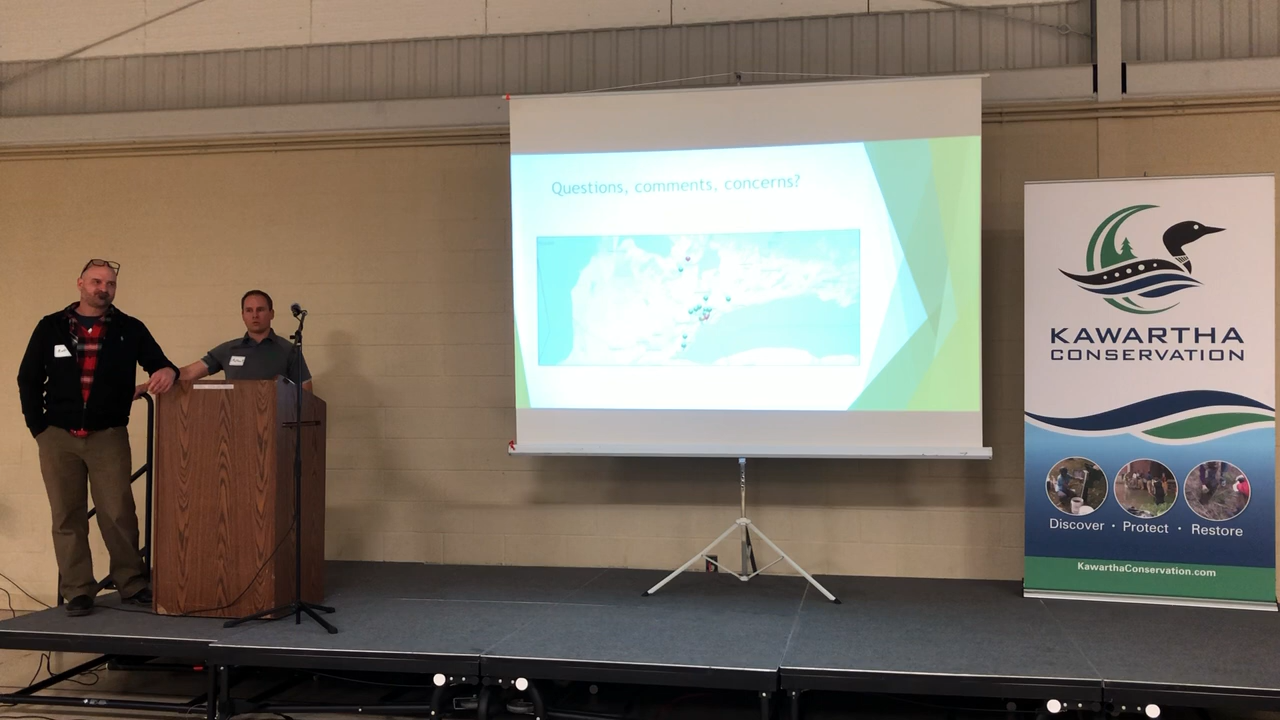 Questions, comments, concerns?
KAWARTHA
CONSERVATION
Discover · Protect · Restore
KawarthaConservation.com